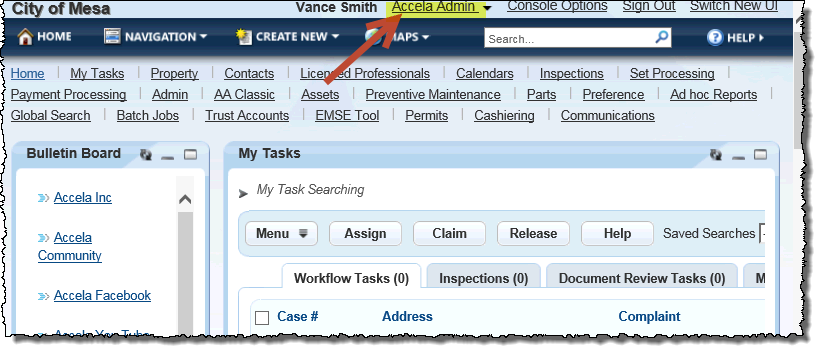 City of Mesa Vance Smith Accela Admin Console Options Sign Out Switch New UI
HOME NAVIGATION CREATE NEW MAPS Search... HELP
Home My Tasks Property Contacts Licensed Professionals Calendars Inspections Set Processing
Payment Processing Admin AA Classic Assets Preventive Maintenance Parts Preference Ad hoc Reports
Global Search Batch Jobs Trust Accounts EMSE Tool Permits Cashiering Communications
Bulletin Board
Accela Inc
Accela
Community
Accela Facebook
Accela YouTube
My Tasks
My Task Searching
Menu Assign Claim Release Help Saved Searches
Workflow Tasks (0) Inspections (0) Document Review Tasks (0) M
Case # Address Complaint